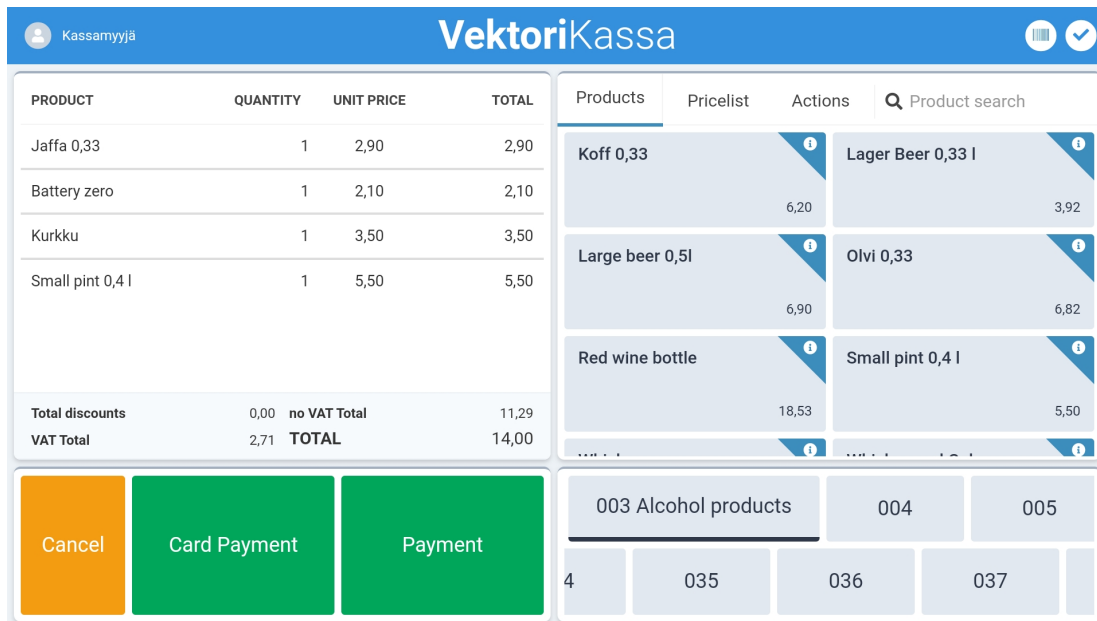 Kassamyyjä
VektoriKassa
PRODUCT QUANTITY UNIT PRICE TOTAL
Jaffa 0,33 1 2,90 2,90
Battery zero 1 2,10 2,10
Kurkku 1 3,50 3,50
Small pint 0,4 l 1 5,50 5,50
Total discounts 0,00 no VAT Total 11,29
VAT Total 2,71 TOTAL 14,00
Cancel
Card Payment
Payment
Products Pricelist Actions Product search
Koff 0,33
6,20
Lager Beer 0,33 l
3,92
Large beer 0,5l
6,90
Olvi 0,33
6,82
Red wine bottle
18,53
Small pint 0,4 l
5,50
003 Alcohol products 004 005
4 035 036 037